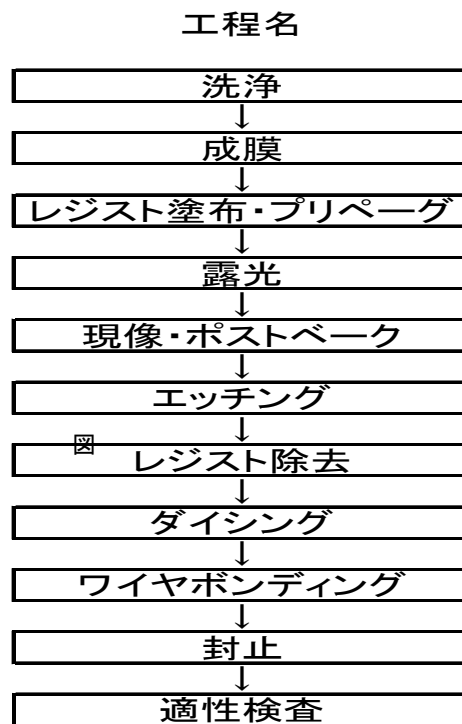 工程名
洗浄
↓
成膜
↓
レジスト塗布・プリペーグ
↓
露光
↓
現像・ポストベーク
↓
エッチング
↓
図
レジスト除去
↓
ダイシング
↓
ワイヤボンディング
↓
封止
↓
適性検査